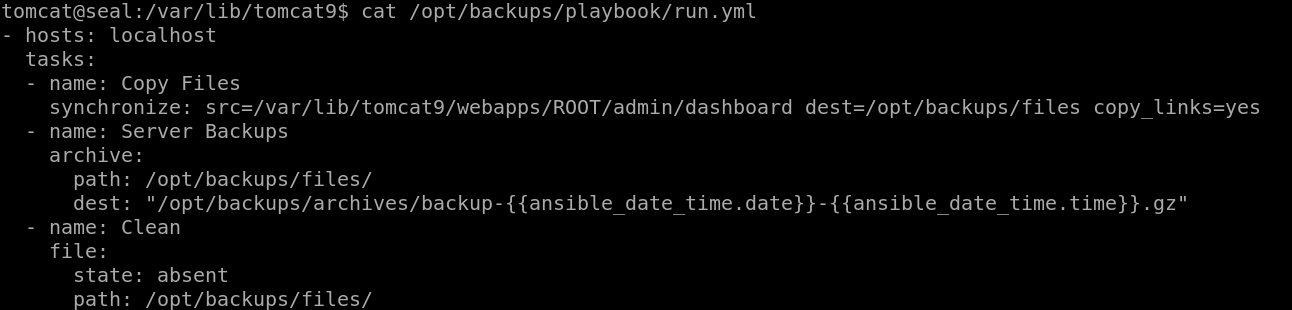 tomcat@seal:/var/lib/tomcat9$ cat /opt/backups/playbook/run.yml
- hosts: localhost
  tasks:
  - name: Copy Files
    synchronize: src=/var/lib/tomcat9/webapps/ROOT/admin/dashboard dest=/opt/backups/files copy_links=yes
  - name: Server Backups
    archive:
      path: /opt/backups/files/
      dest: "/opt/backups/archives/backup-{{ansible_date_time.date}}-{{ansible_date_time.time}}.gz"
  - name: Clean
    file:
      state: absent
      path: /opt/backups/files/